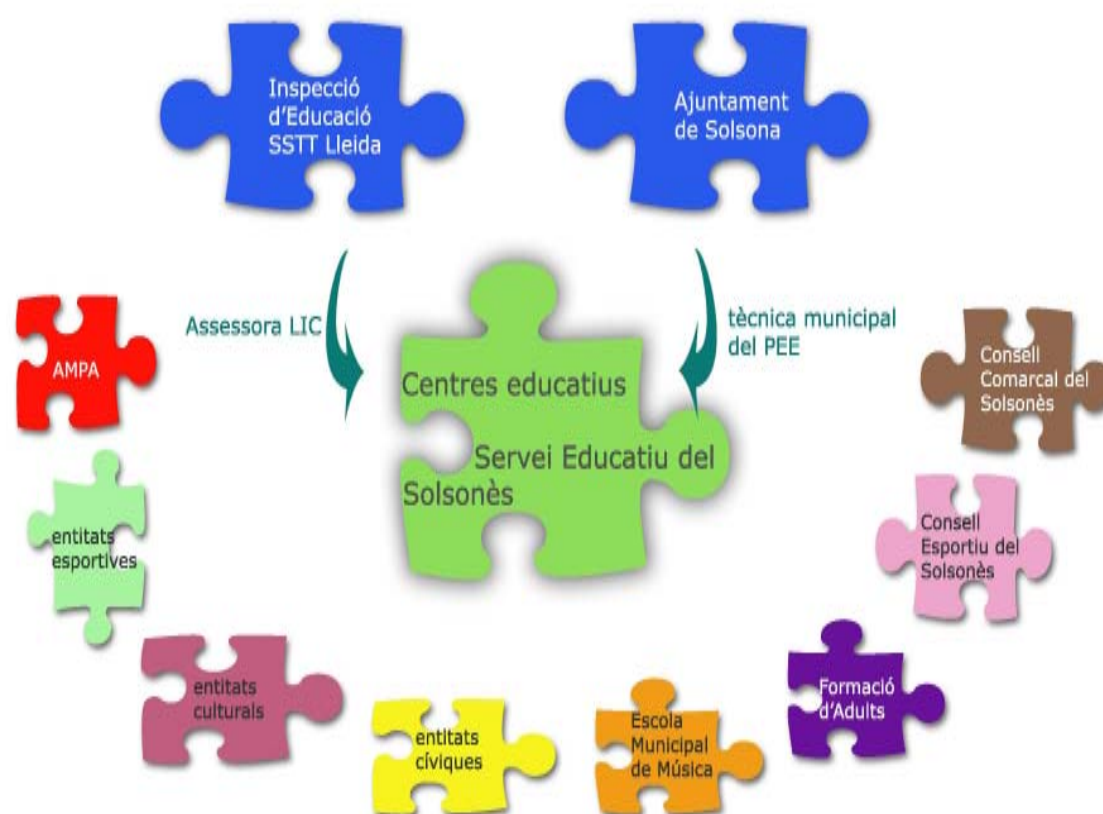 Inspecció
d'Educació
SSTT Lleida
Ajuntament
de Solsona
Assessora LIC
tècnica municipal
del PEE
Centres educatius
Servei Educatiu del
Solsonès
AMPA
entitats
esportives
entitats
culturals
entitats
cíviques
Escola
Municipal
de Música
Formació
d'Adults
Consell
Esportiu del
Solsonès
Consell
Comarcal del
Solsonès